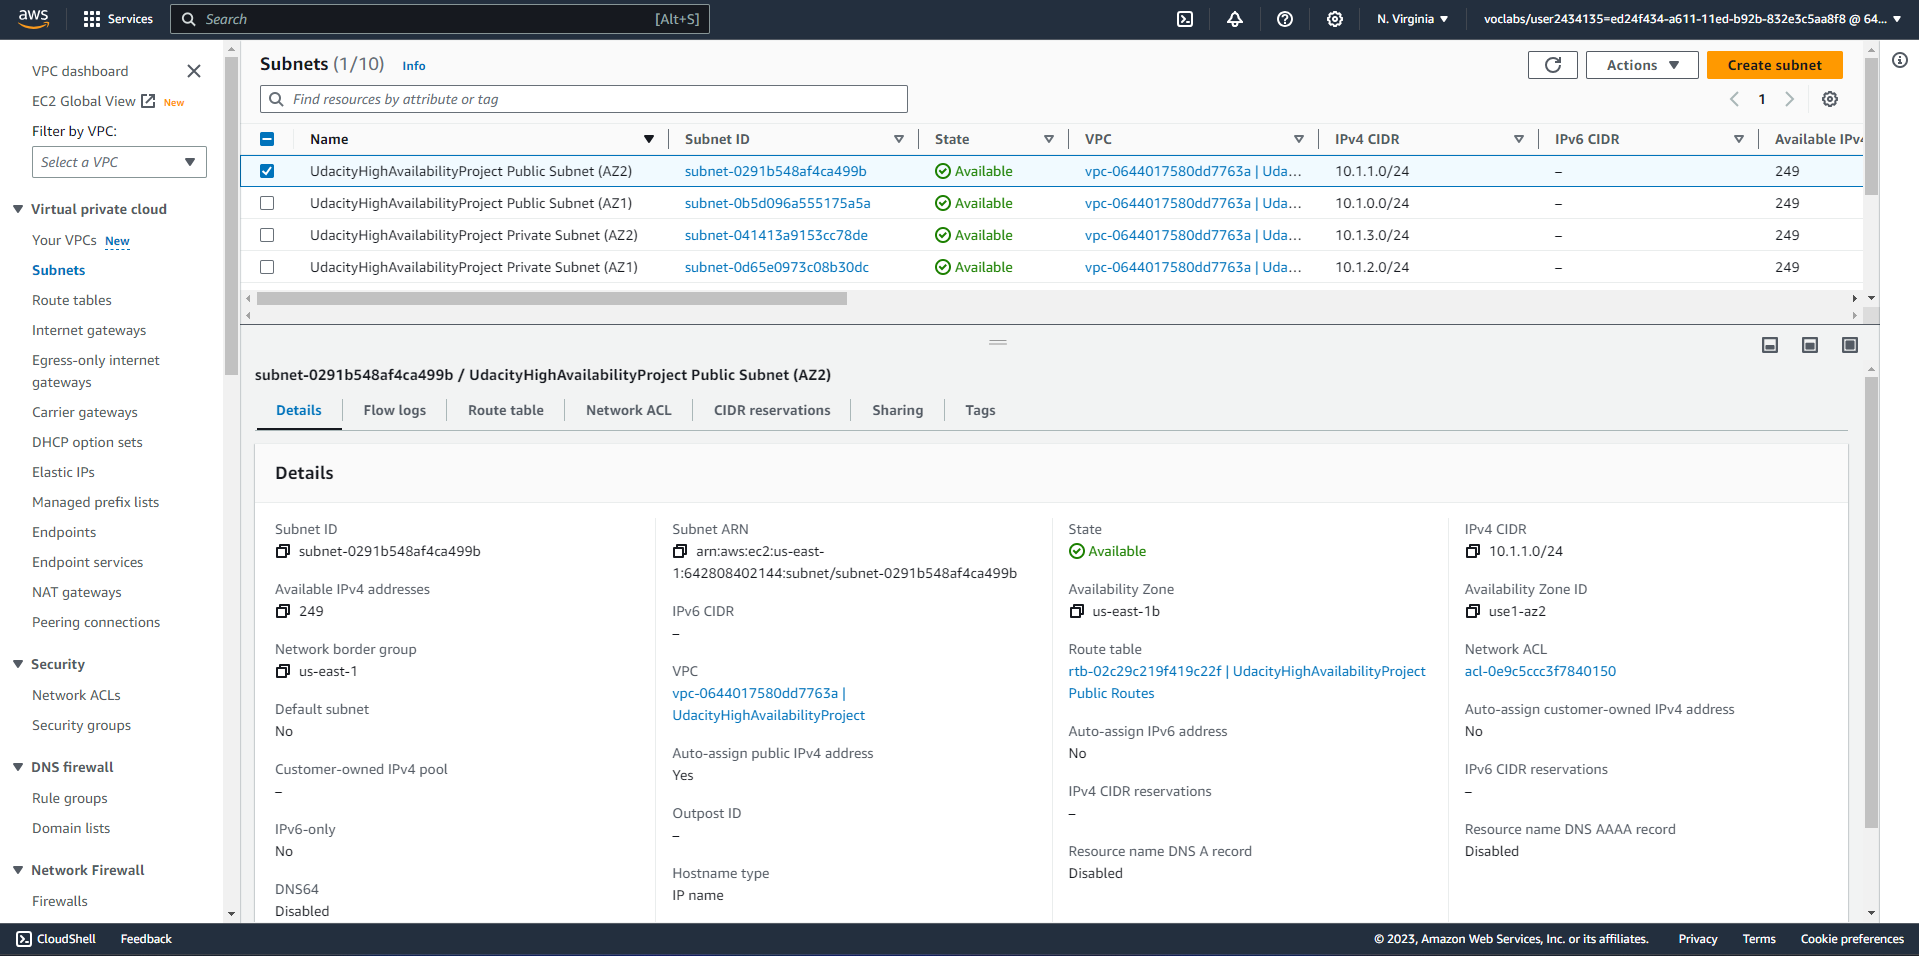 aws
Services
Search
[Alt+S]
N. Virginia
voclabs/user2434135=ed24f434-a611-11ed-b92b-832e3c5aa8f8 @ 64...
VPC dashboard
EC2 Global View
New
Filter by VPC:
Select a VPC
Virtual private cloud
Your VPCs New
Subnets
Route tables
Internet gateways
Egress-only internet
gateways
Carrier gateways
DHCP option sets
Elastic IPs
Managed prefix lists
Endpoints
Endpoint services
NAT gateways
Peering connections
Security
Network ACLs
Security groups
DNS firewall
Rule groups
Domain lists
Network Firewall
Firewalls
Subnets (1/10) Info
Actions
Create subnet
Find resources by attribute or tag
1
Name Subnet ID State VPC IPv4 CIDR IPv6 CIDR Available IPv4
UdacityHighAvailabilityProject Public Subnet (AZ2) subnet-0291b548af4ca499b Available vpc-0644017580dd7763a | Uda... 10.1.1.0/24 – 249
UdacityHighAvailabilityProject Public Subnet (AZ1) subnet-0b5d096a555175a5a Available vpc-0644017580dd7763a | Uda... 10.1.0.0/24 – 249
UdacityHighAvailabilityProject Private Subnet (AZ2) subnet-041413a9153cc78de Available vpc-0644017580dd7763a | Uda... 10.1.3.0/24 – 249
UdacityHighAvailabilityProject Private Subnet (AZ1) subnet-0d65e0973c08b30dc Available vpc-0644017580dd7763a | Uda... 10.1.2.0/24 – 249
subnet-0291b548af4ca499b / UdacityHighAvailabilityProject Public Subnet (AZ2)
Details Flow logs Route table Network ACL CIDR reservations Sharing Tags
Details
Subnet ID
subnet-0291b548af4ca499b
Available IPv4 addresses
249
Network border group
us-east-1
Default subnet
No
Customer-owned IPv4 pool
–
IPv6-only
No
DNS64
Disabled
Subnet ARN
arn:aws:ec2:us-east-
1:642808402144:subnet/subnet-0291b548af4ca499b
IPv6 CIDR
–
VPC
vpc-0644017580dd7763a |
UdacityHighAvailabilityProject
Auto-assign public IPv4 address
Yes
Outpost ID
–
Hostname type
IP name
State
Available
Availability Zone
us-east-1b
Route table
rtb-02c29c219f419c22f | UdacityHighAvailabilityProject
Public Routes
Auto-assign IPv6 address
No
IPv4 CIDR reservations
–
Resource name DNS A record
Disabled
IPv4 CIDR
10.1.1.0/24
Availability Zone ID
use1-az2
Network ACL
acl-0e9c5ccc3f7840150
Auto-assign customer-owned IPv4 address
No
IPv6 CIDR reservations
–
Resource name DNS AAAA record
Disabled
CloudShell
Feedback
© 2023, Amazon Web Services, Inc. or its affiliates.
Privacy
Terms
Cookie preferences